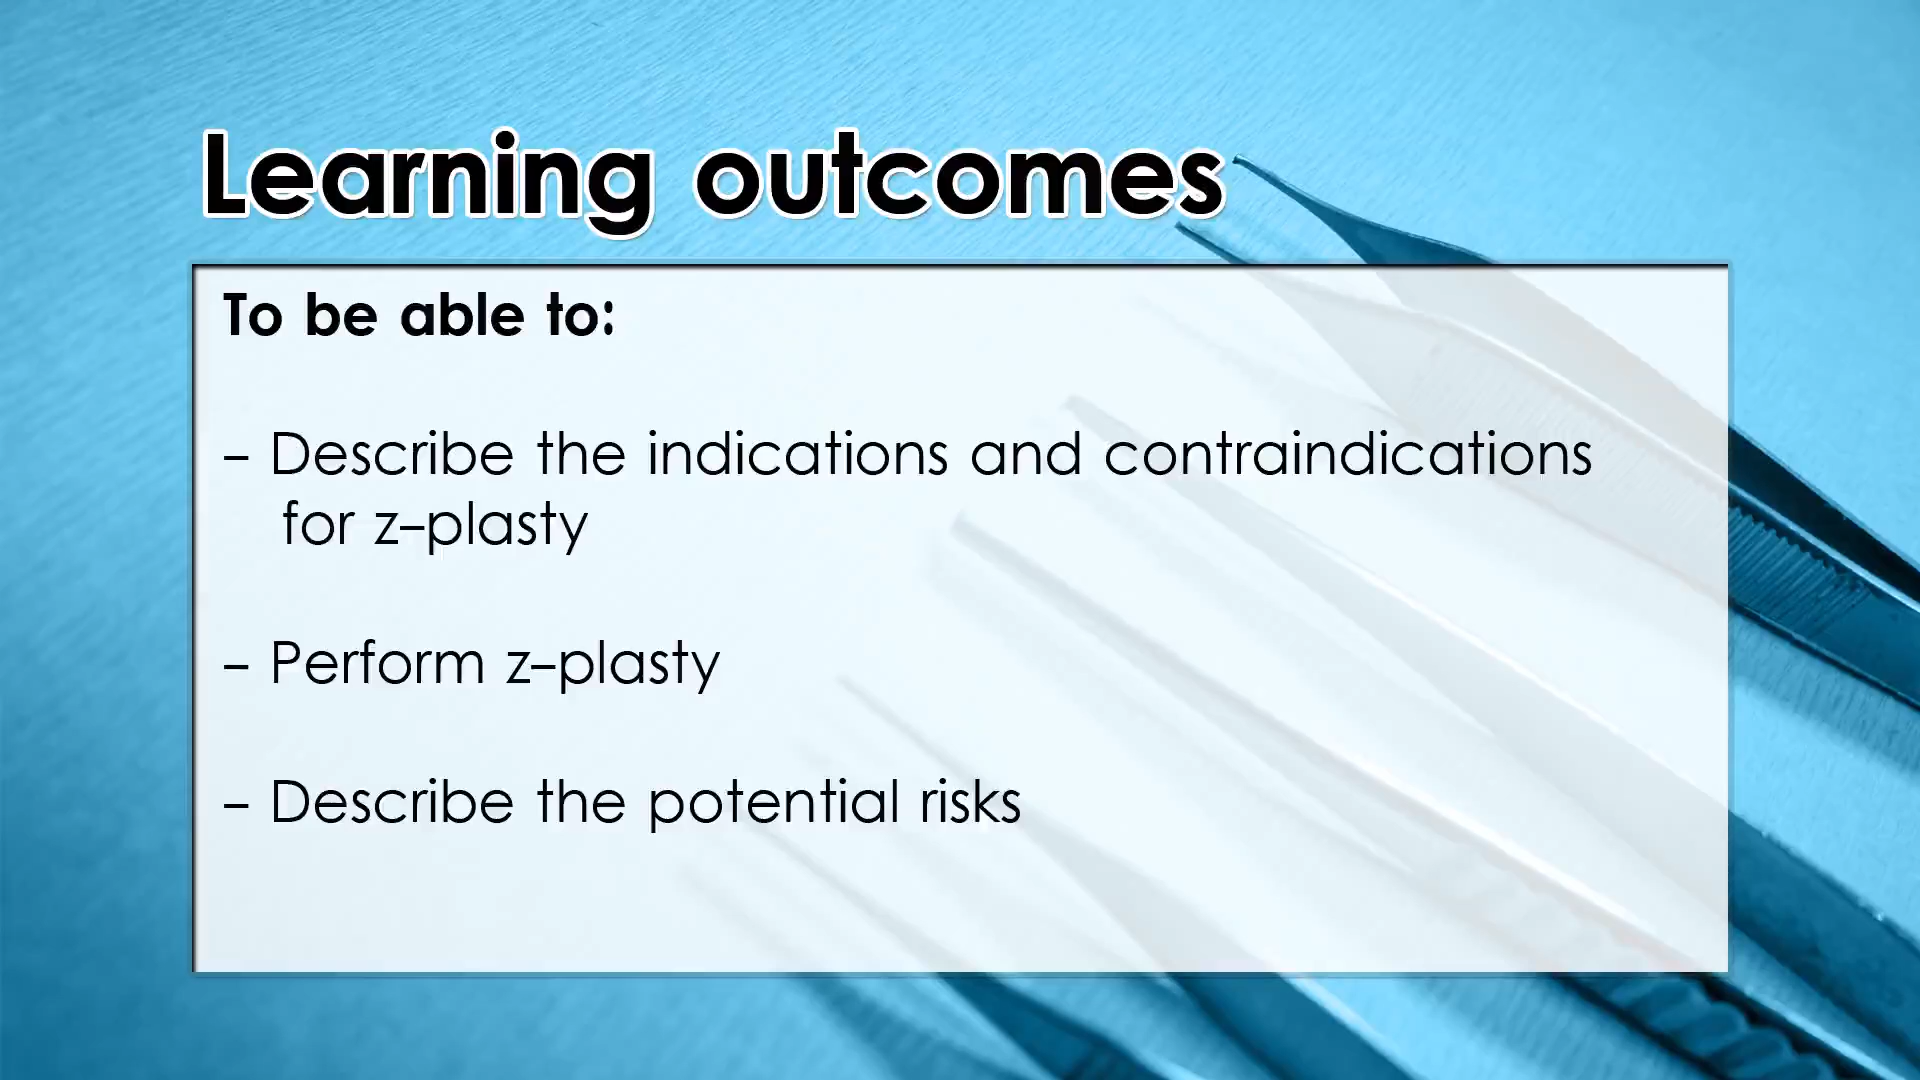 Learning outcomes
To be able to:
– Describe the indications and contraindications
for z–plasty
– Perform z–plasty
– Describe the potential risks